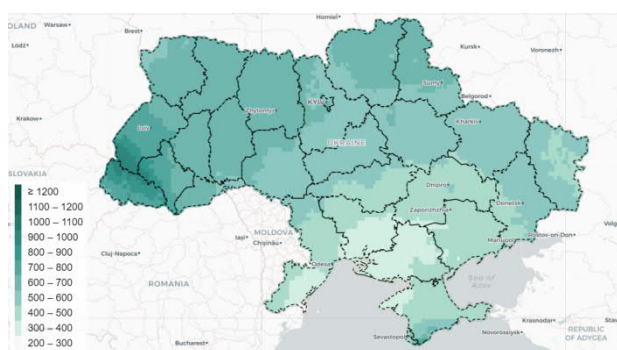 Homiel
OLAND
Warsaw
Brest
Łódź
Kursk
Voronezh
Sumy
KYIV
Zhytomyr
Belgorod
Krakow
Lviv
Kharkiv
UKRAINE
SLOVAKIA
≥ 1200
1100 – 1200
1000 – 1100
900 – 1000
800 – 900
700 – 800
600 – 700
500 – 600
400 – 500
300 – 400
200 – 300
Dnipro
Donetsk
Zaporizhzhia
MOLDOVA
Iași
Chișinău
Mariupol
Rostov-on-Don
Volg
Cluj-Napoca
Odesa
Sea of
Azov
ROMANIA
Krasnodar
Stav
Sevastopol
Novorossiysk
REPUBLIC
OF ADYGEA
Bucharest